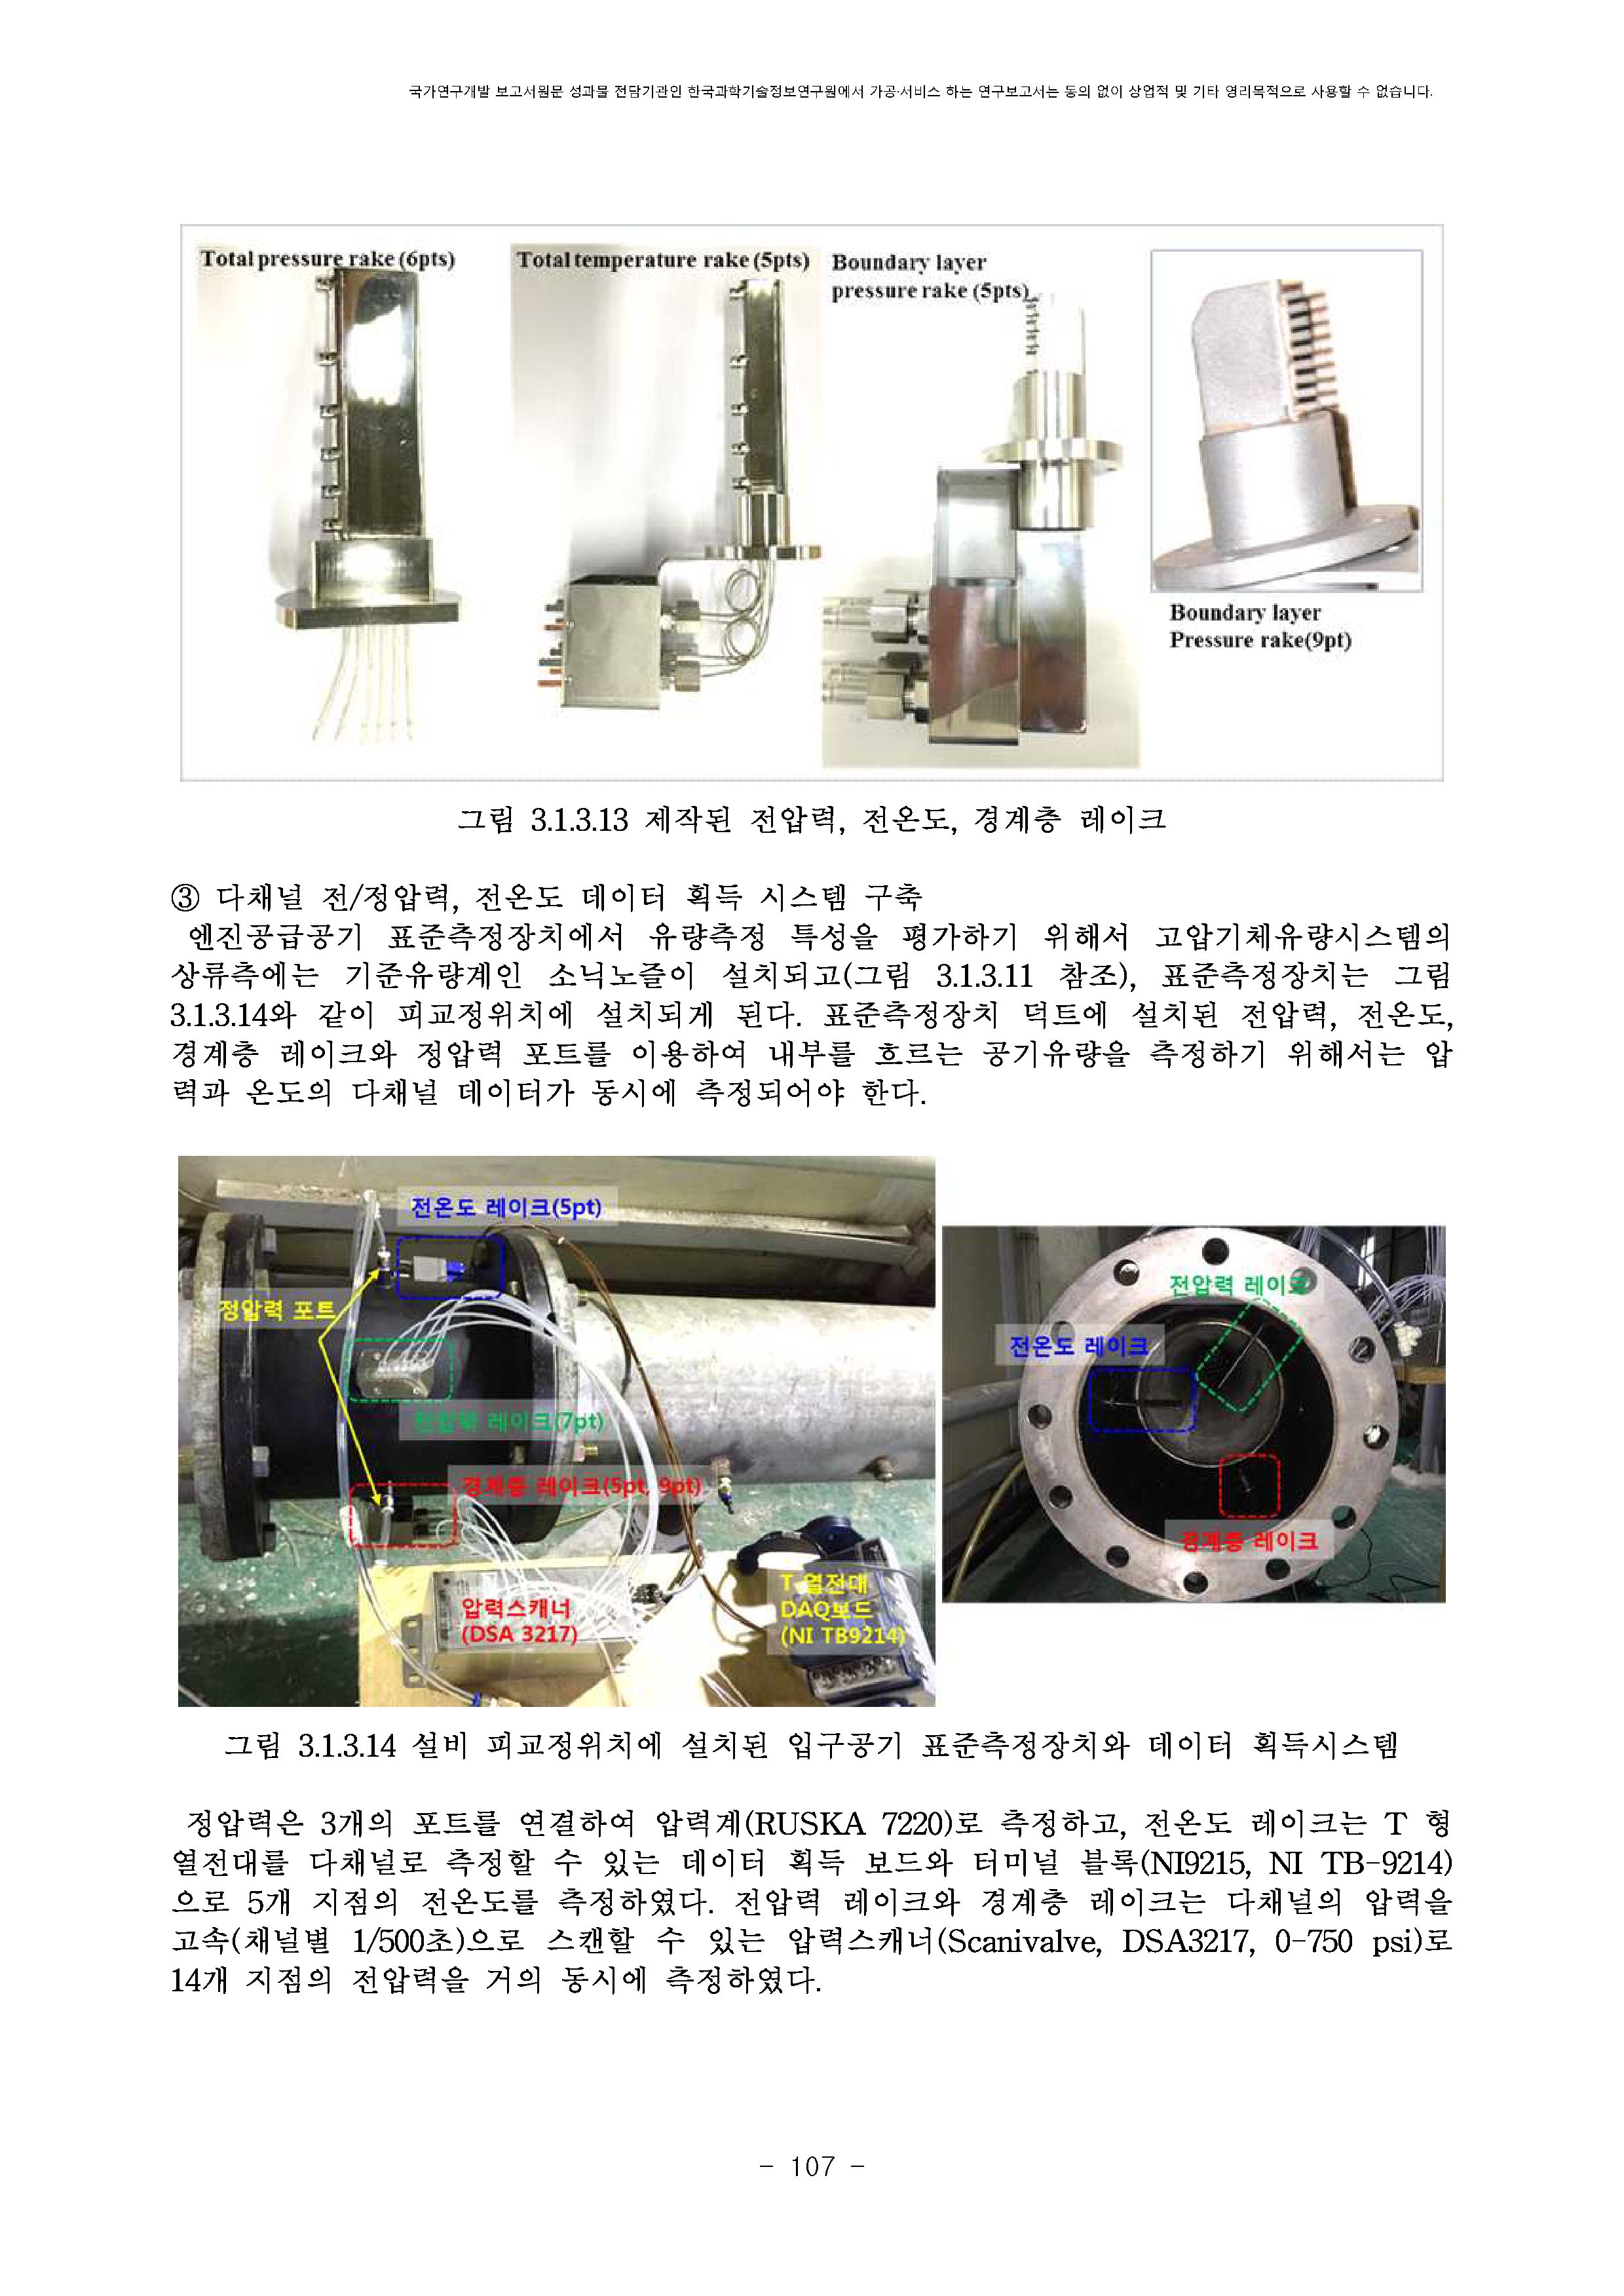 국가연구개발 보고서원문 성과물 전담기관인 한국과학기술정보연구원에서 가공·서비스 하는 연구보고서는 동의 없이 상업적 및 기타 영리목적으로 사용할 수 없습니다.
Total pressure rake (6pts)
Total temperature rake (5pts)
Boundary layer
pressure rake (5pts)
Boundary layer
Pressure rake(9pt)
그림 3.1.3.13 제작된 전압력, 전온도, 경계층 레이크
③ 다채널 전/정압력, 전온도 데이터 획득 시스템 구축
엔진공급공기 표준측정장치에서 유량측정 특성을 평가하기 위해서 고압기체유량시스템의
상류측에는 기준유량계인 소닉노즐이 설치되고(그림 3.1.3.11 참조), 표준측정장치는 그림
3.1.3.14와 같이 피교정위치에 설치되게 된다. 표준측정장치 덕트에 설치된 전압력, 전온도,
경계층 레이크와 정압력 포트를 이용하여 내부를 흐르는 공기유량을 측정하기 위해서는 압
력과 온도의 다채널 데이터가 동시에 측정되어야 한다.
전온도 레이크(5pt)
정압력 포트
전압력 레이크(7pt)
경계층 레이크(5pt, 9pt)
압력스캐너
(DSA 3217)
T-열전대
DAQ보드
(NI TB9214)
전압력 레이크
전온도 레이크
경계층 레이크
그림 3.1.3.14 설비 피교정위치에 설치된 입구공기 표준측정장치와 데이터 획득시스템
정압력은 3개의 포트를 연결하여 압력계(RUSKA 7220)로 측정하고, 전온도 레이크는 T 형
열전대를 다채널로 측정할 수 있는 데이터 획득 보드와 터미널 블록(NI9215, NI TB-9214)
으로 5개 지점의 전온도를 측정하였다. 전압력 레이크와 경계층 레이크는 다채널의 압력을
고속(채널별 1/500초)으로 스캔할 수 있는 압력스캐너(Scanivalve, DSA3217, 0-750 psi)로
14개 지점의 전압력을 거의 동시에 측정하였다.
- 107 -